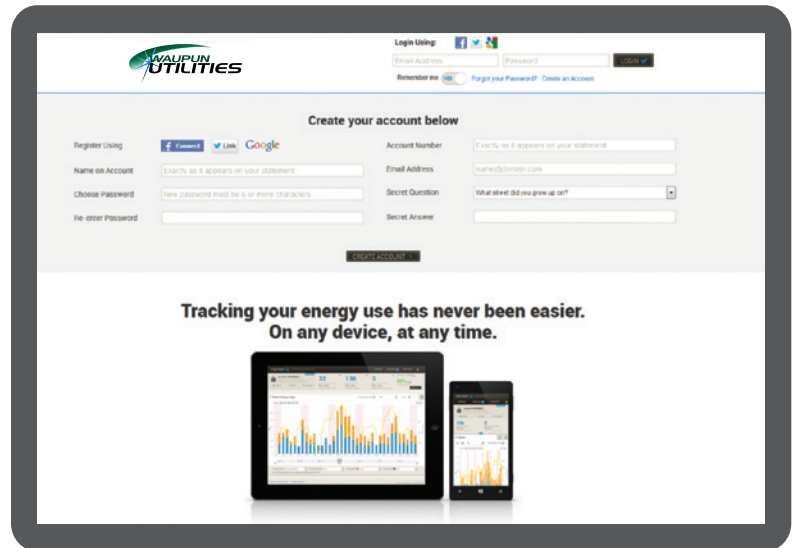 WAUPUN
UTILITIES
Login Using:
Email Address
Password
LOGIN
Remember me
YES
Forgot your Password?
Create an Account
Create your account below
Register Using
Connect
Link
Google
Name on Account
Exactly as it appears on your statement
Choose Password
New password must be 6 or more characters
Re-enter Password
Account Number
Exactly as it appears on your statement
Email Address
name@domain.com
Secret Question
What street did you grow up on?
Secret Answer
CREATE ACCOUNT
Tracking your energy use has never been easier.
On any device, at any time.